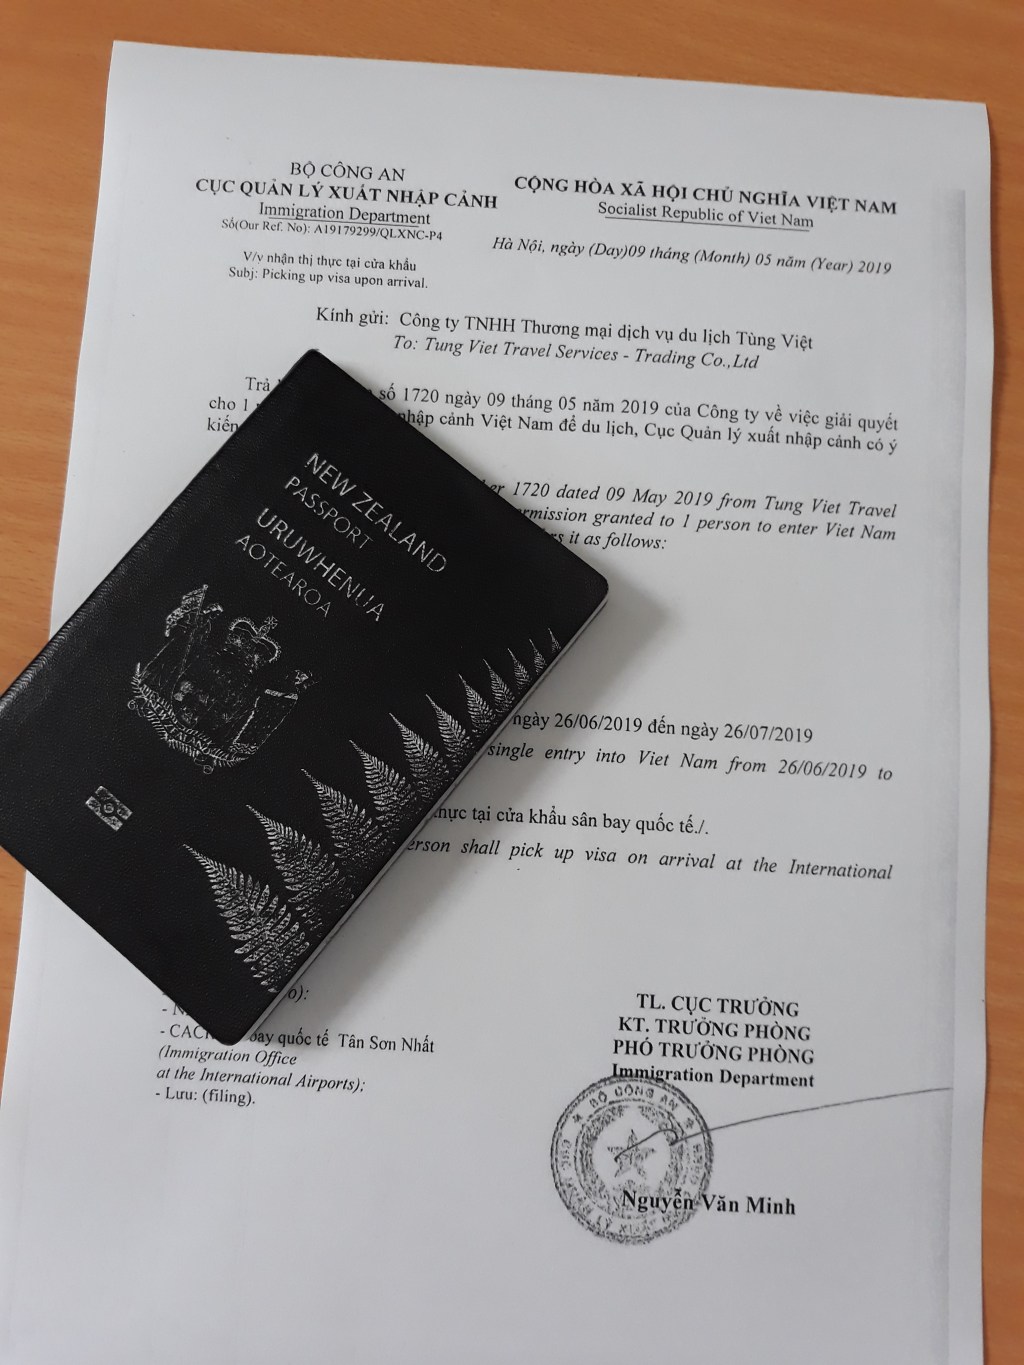 BỘ CÔNG AN
CỤC QUẢN LÝ XUẤT NHẬP CẢNH
Immigration Department
Số(Our Ref. No): A19179299/QLXNC-P4
V/v nhận thị thực tại cửa khẩu
Subj: Picking up visa upon arrival.
CỘNG HÒA XÃ HỘI CHỦ NGHĨA VIỆT NAM
Socialist Republic of Viet Nam
Hà Nội, ngày (Day)09 tháng (Month) 05 năm (Year) 2019
Kính gửi: Công ty TNHH Thương mại dịch vụ du lịch Tùng Việt
To: Tung Viet Travel Services - Trading Co.,Ltd
Trả số 1720 ngày 09 tháng 05 năm 2019 của Công ty về việc giải quyết
cho 1 nhập cảnh Việt Nam để du lịch, Cục Quản lý xuất nhập cảnh có ý
kiến
1720 dated 09 May 2019 from Tung Viet Travel
granted to 1 person to enter Viet Nam
it as follows:
ngày 26/06/2019 đến ngày 26/07/2019
single entry into Viet Nam from 26/06/2019 to
tại cửa khẩu sân bay quốc tế./.
shall pick up visa on arrival at the International
NEW ZEALAND
PASSPORT
URUWHENUA
AOTEAROA
bay quốc tế Tân Sơn Nhất
(Immigration Office
at the International Airports);
- Lưu: (filing).
TL. CỤC TRƯỞNG
KT. TRƯỞNG PHÒNG
PHÓ TRƯỞNG PHÒNG
Immigration Department
BỘ CÔNG AN
Nguyễn Văn Minh